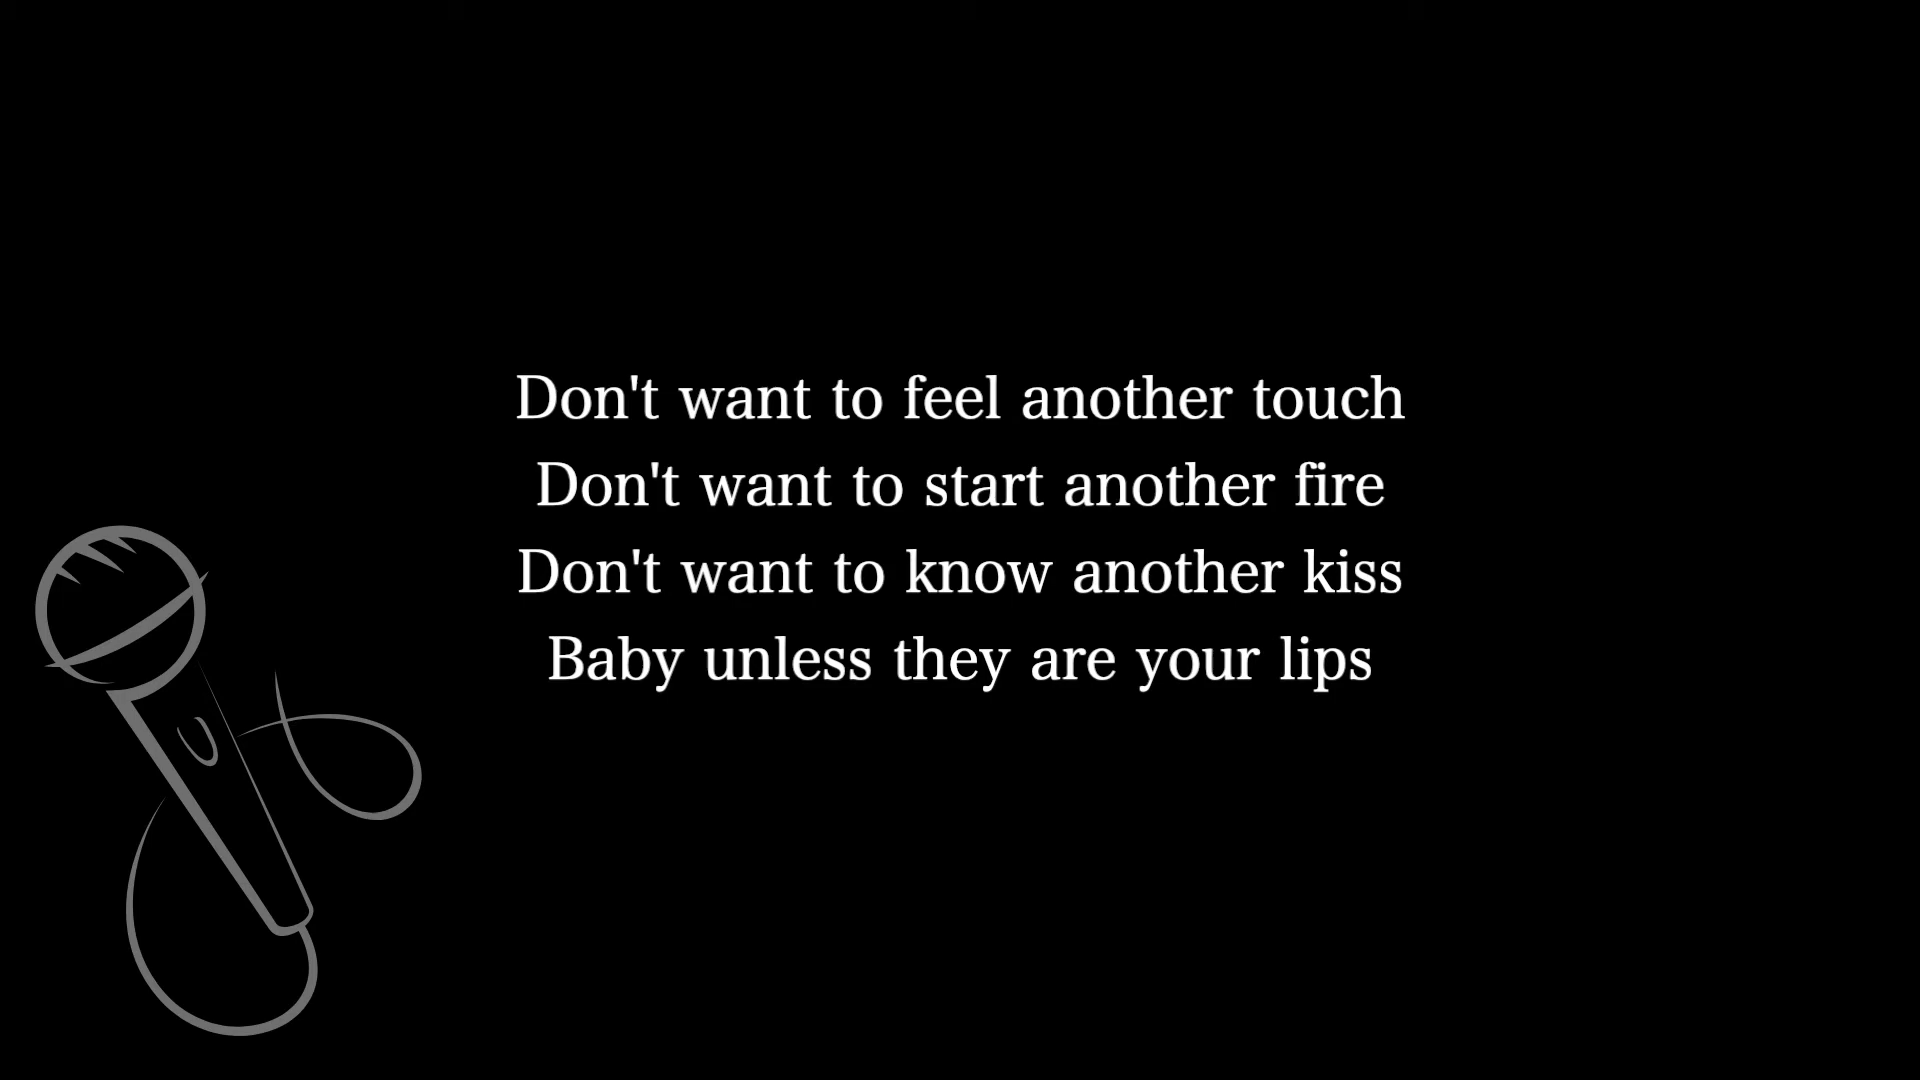 Don't want to feel another touch
Don't want to start another fire
Don't want to know another kiss
Baby unless they are your lips